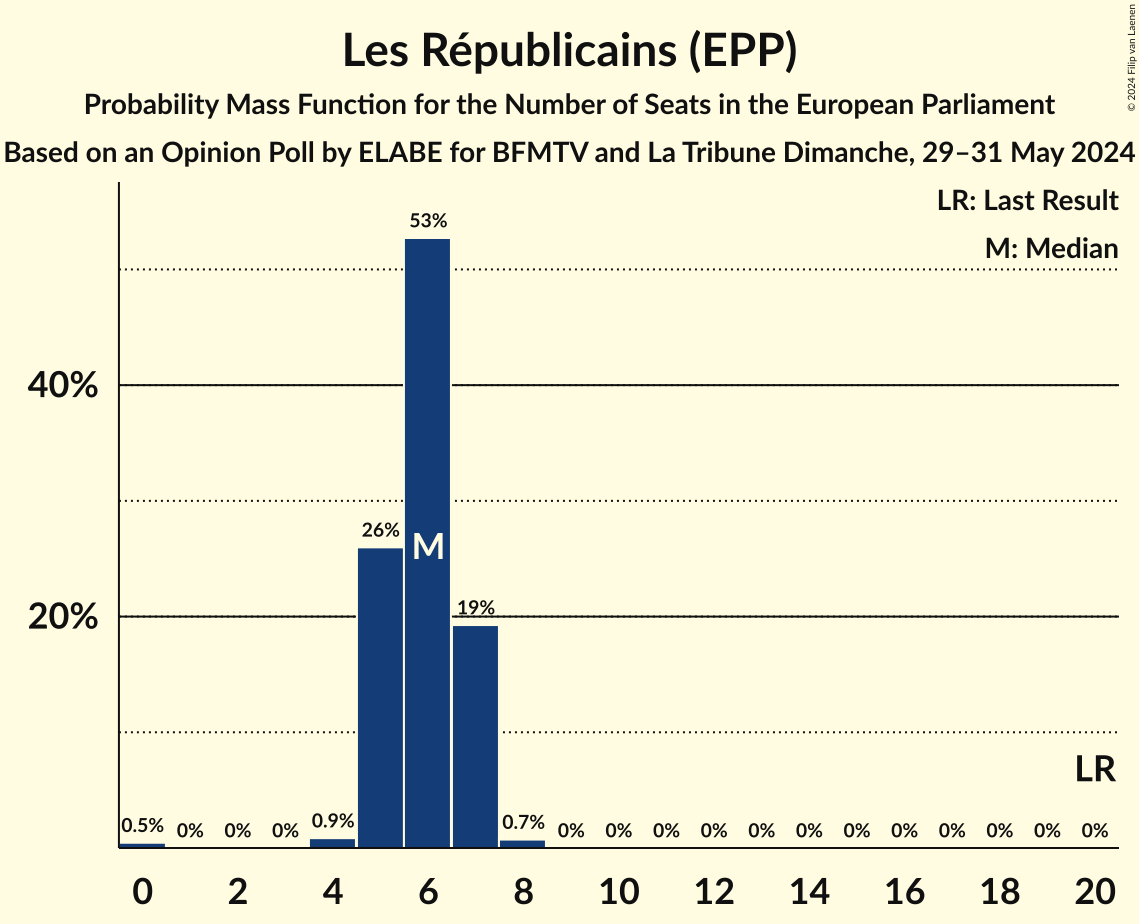 Les Républicains (EPP)
Probability Mass Function for the Number of Seats in the European Parliament
Based on an Opinion Poll by ELABE for BFMTV and La Tribune Dimanche, 29–31 May 2024
© 2024 Filip van Laenen
LR: Last Result
M: Median
40%
20%
0.5% 0% 0% 0% 0.9% 26% 53% 19% 0.7% 0% 0% 0% 0% 0% 0% 0% 0% 0% 0% 0% 0%
M
LR
0 2 4 6 8 10 12 14 16 18 20